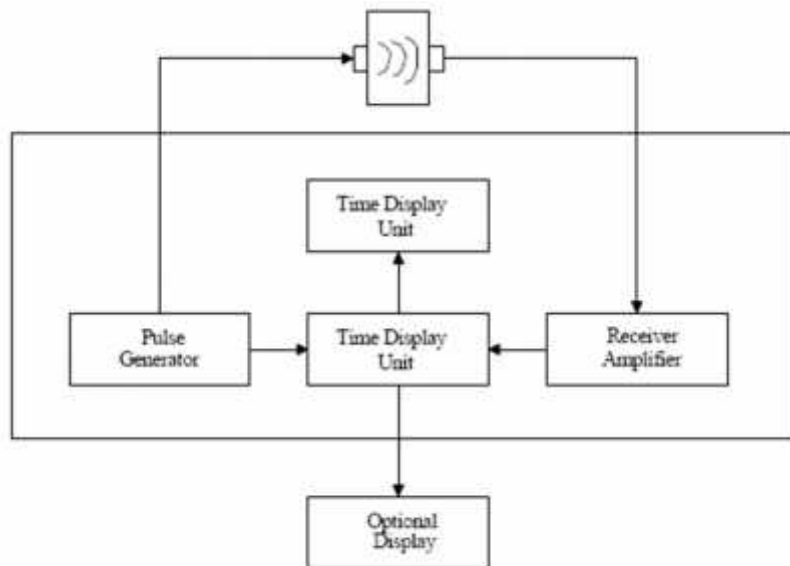 Time Display
Unit
Pulse
Generator
Time Display
Unit
Receiver
Amplifier
Optional
Display